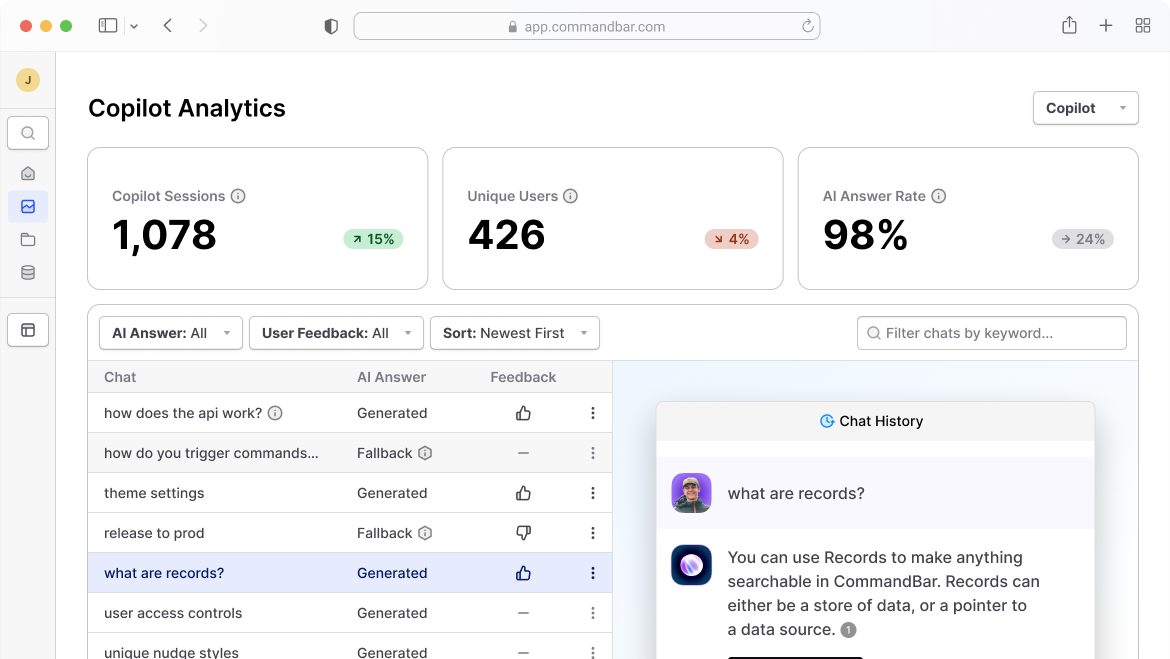 app.commandbar.com
J
Copilot Analytics
Copilot
Copilot Sessions
1,078
15%
Unique Users
426
4%
AI Answer Rate
98%
24%
AI Answer: All
User Feedback: All
Sort: Newest First
Filter chats by keyword...
Chat AI Answer Feedback
how does the api work? Generated
how do you trigger commands... Fallback
theme settings Generated
release to prod Fallback
what are records? Generated
user access controls Generated
unique nudge styles Generated
Chat History
what are records?
You can use Records to make anything
searchable in CommandBar. Records can
either be a store of data, or a pointer to
a data source. 1